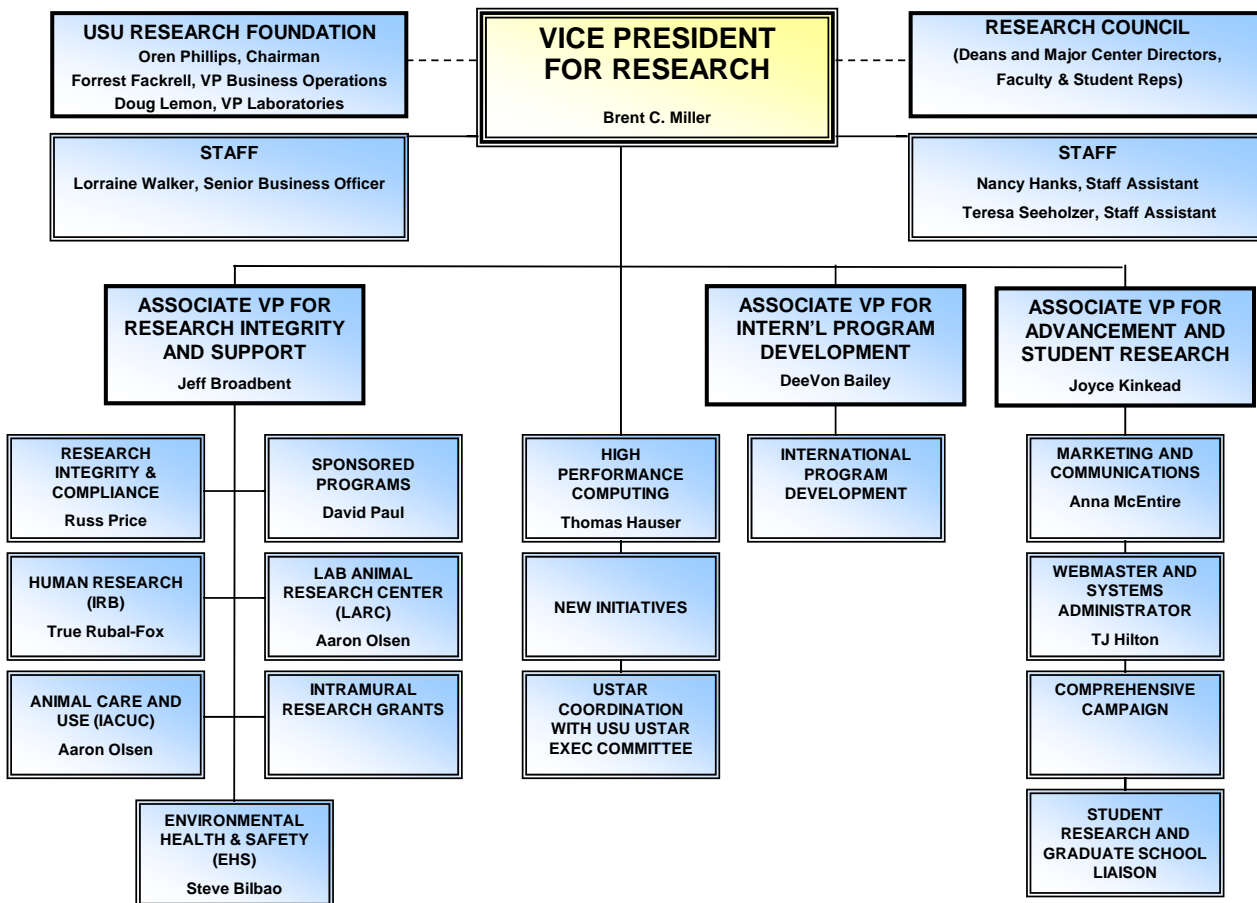 USU RESEARCH FOUNDATION
Oren Phillips, Chairman
Forrest Fackrell, VP Business Operations
Doug Lemon, VP Laboratories
VICE PRESIDENT
FOR RESEARCH
Brent C. Miller
RESEARCH COUNCIL
(Deans and Major Center Directors,
Faculty & Student Reps)
STAFF
Lorraine Walker, Senior Business Officer
STAFF
Nancy Hanks, Staff Assistant
Teresa Seeholzer, Staff Assistant
ASSOCIATE VP FOR
RESEARCH INTEGRITY
AND SUPPORT
Jeff Broadbent
ASSOCIATE VP FOR
INTERN'L PROGRAM
DEVELOPMENT
DeeVon Bailey
ASSOCIATE VP FOR
ADVANCEMENT AND
STUDENT RESEARCH
Joyce Kinkead
RESEARCH
INTEGRITY &
COMPLIANCE
Russ Price
SPONSORED
PROGRAMS
David Paul
HIGH
PERFORMANCE
COMPUTING
Thomas Hauser
INTERNATIONAL
PROGRAM
DEVELOPMENT
MARKETING AND
COMMUNICATIONS
Anna McEntire
HUMAN RESEARCH
(IRB)
True Rubal-Fox
LAB ANIMAL
RESEARCH CENTER
(LARC)
Aaron Olsen
NEW INITIATIVES
WEBMASTER AND
SYSTEMS
ADMINISTRATOR
TJ Hilton
ANIMAL CARE AND
USE (IACUC)
Aaron Olsen
INTRAMURAL
RESEARCH GRANTS
USTAR
COORDINATION
WITH USU USTAR
EXEC COMMITTEE
COMPREHENSIVE
CAMPAIGN
ENVIRONMENTAL
HEALTH & SAFETY
(EHS)
Steve Bilbao
STUDENT
RESEARCH AND
GRADUATE SCHOOL
LIAISON